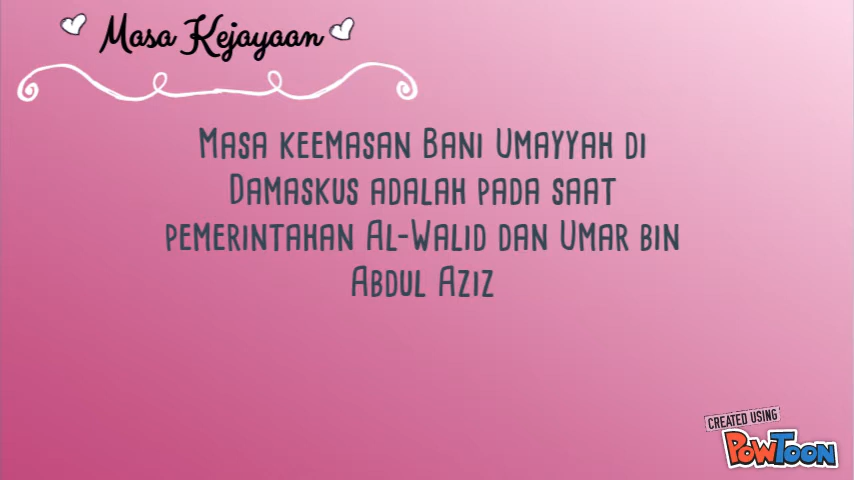 Masa Kejayaan
Masa keemasan Bani Umayyah di
Damaskus adalah pada saat
pemerintahan Al-Walid dan Umar bin
Abdul Aziz
CREATED USING
POWTOON